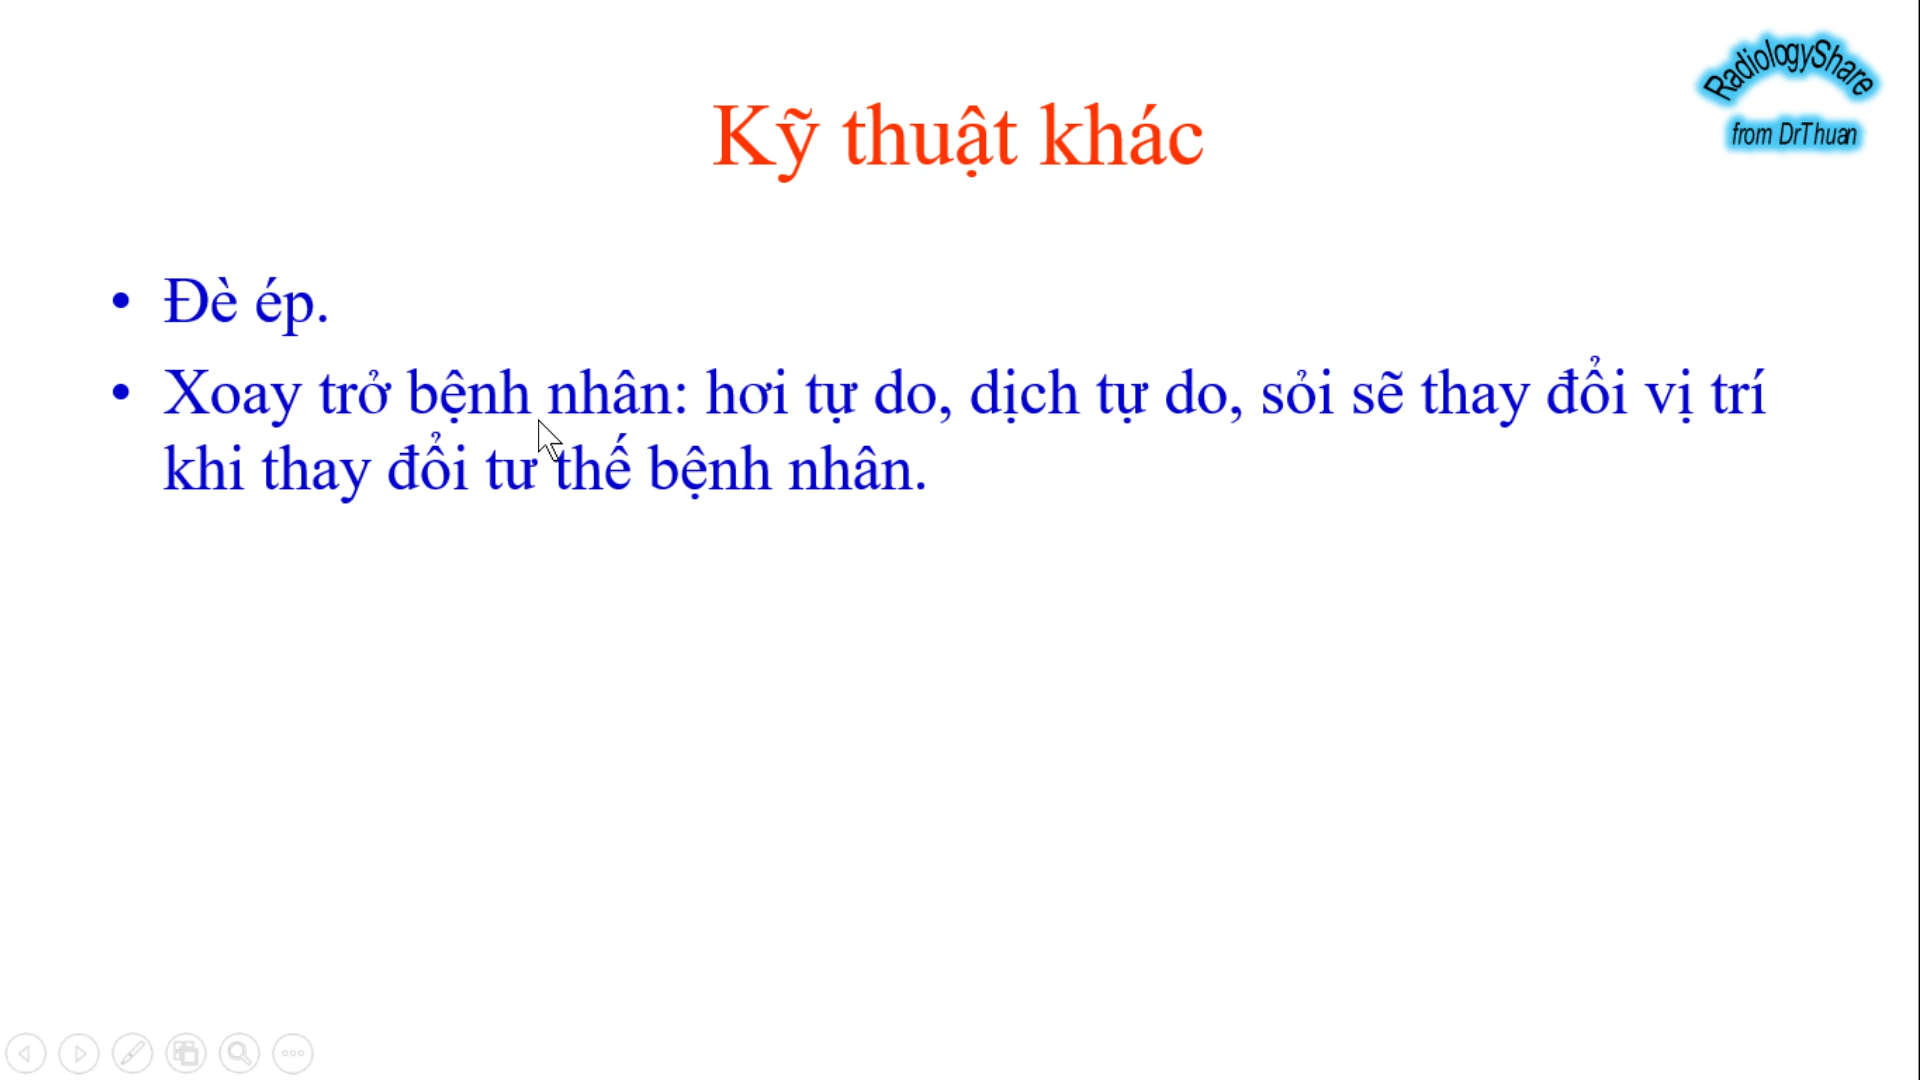 RadiologyShare
from DrThuan
Kỹ thuật khác
• Đè ép.
• Xoay trở bệnh nhân: hơi tự do, dịch tự do, sỏi sẽ thay đổi vị trí
khi thay đổi tư thế bệnh nhân.